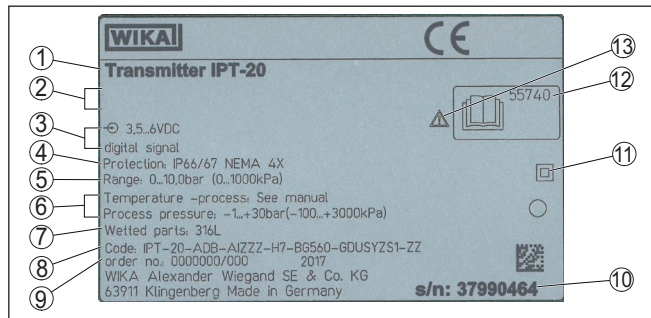 WIKA
CE
Transmitter IPT-20
55740
3,5...6VDC
digital signal
Protection: IP66/67 NEMA 4X
Range: 0...10,0bar (0...1000kPa)
Temperature -process: See manual
Process pressure: -1...+30bar(-100...+3000kPa)
Wetted parts: 316L
Code: IPT-20-ADB-AIZZZ-H7-BG560-GDUSYZS1-ZZ
order no.: 0000000/000 2017
WIKA Alexander Wiegand SE & Co. KG
63911 Klingenberg Made in Germany
s/n: 37990464
1
2
3
4
5
6
7
8
9
10
11
12
13